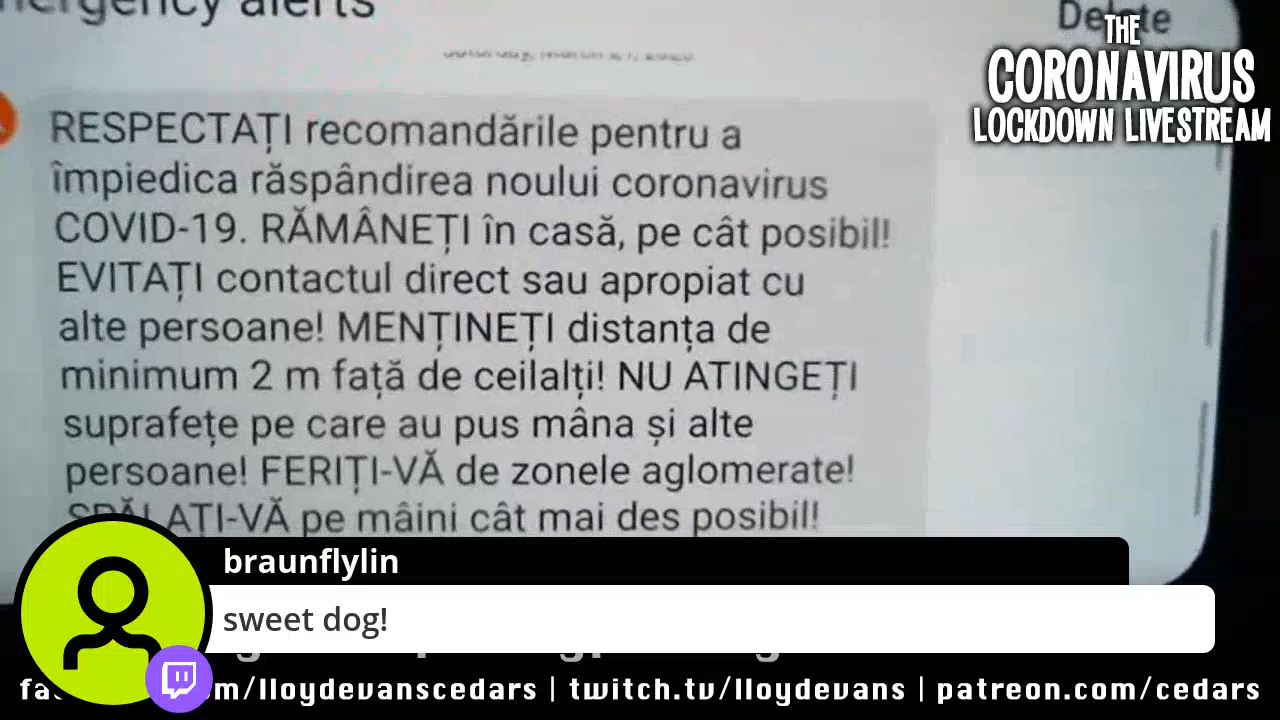 alerts
Delete
THE
CORONAVIRUS
LOCKDOWN LIVESTREAM
RESPECTAȚI recomandările pentru a
împiedica răspândirea noului coronavirus
COVID-19. RĂMÂNEȚI în casă, pe cât posibil!
EVITAȚI contactul direct sau apropiat cu
alte persoane! MENȚINEȚI distanța de
minimum 2 m față de ceilalți! NU ATINGEȚI
suprafețe pe care au pus mâna și alte
persoane! FERIȚI-VĂ de zonele aglomerate!
SPĂLAȚI-VĂ pe mâini cât mai des posibil!
braunflylin
sweet dog!
m/lloydevanscedars | twitch.tv/lloydevans | patreon.com/cedars